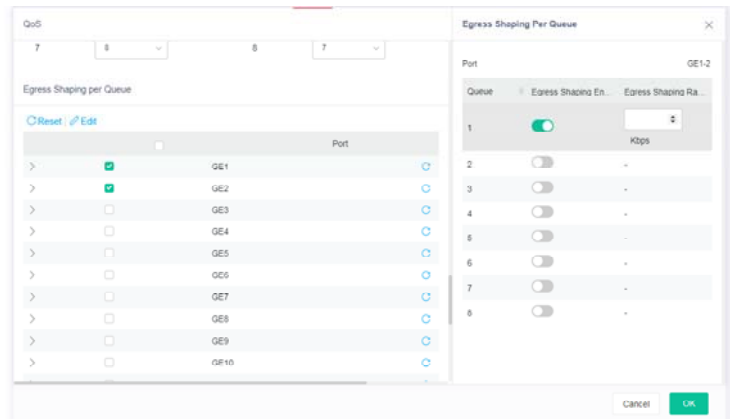 QoS
7 8 8 7
Egress Shaping per Queue
Reset Edit
Port
GE1
GE2
GE3
GE4
GE5
GE6
GE7
GE8
GE9
GE10
Egress Shaping Per Queue
Port GE1-2
Queue Egress Shaping En... Egress Shaping Ra...
1
Kbps
2 -
3 -
4 -
5 -
6 -
7 -
8 -
Cancel OK